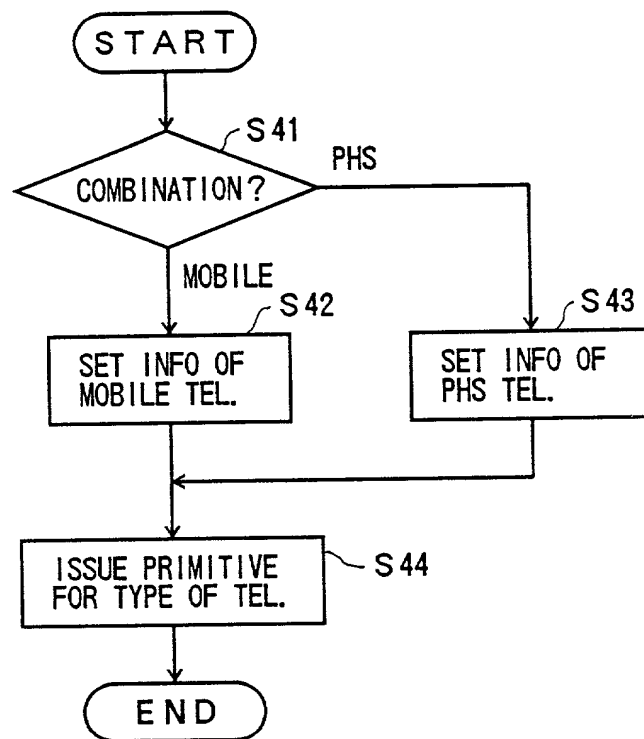 START
S41
COMBINATION?
PHS
MOBILE
S42
S43
SET INFO OF
MOBILE TEL.
SET INFO OF
PHS TEL.
S44
ISSUE PRIMITIVE
FOR TYPE OF TEL.
END